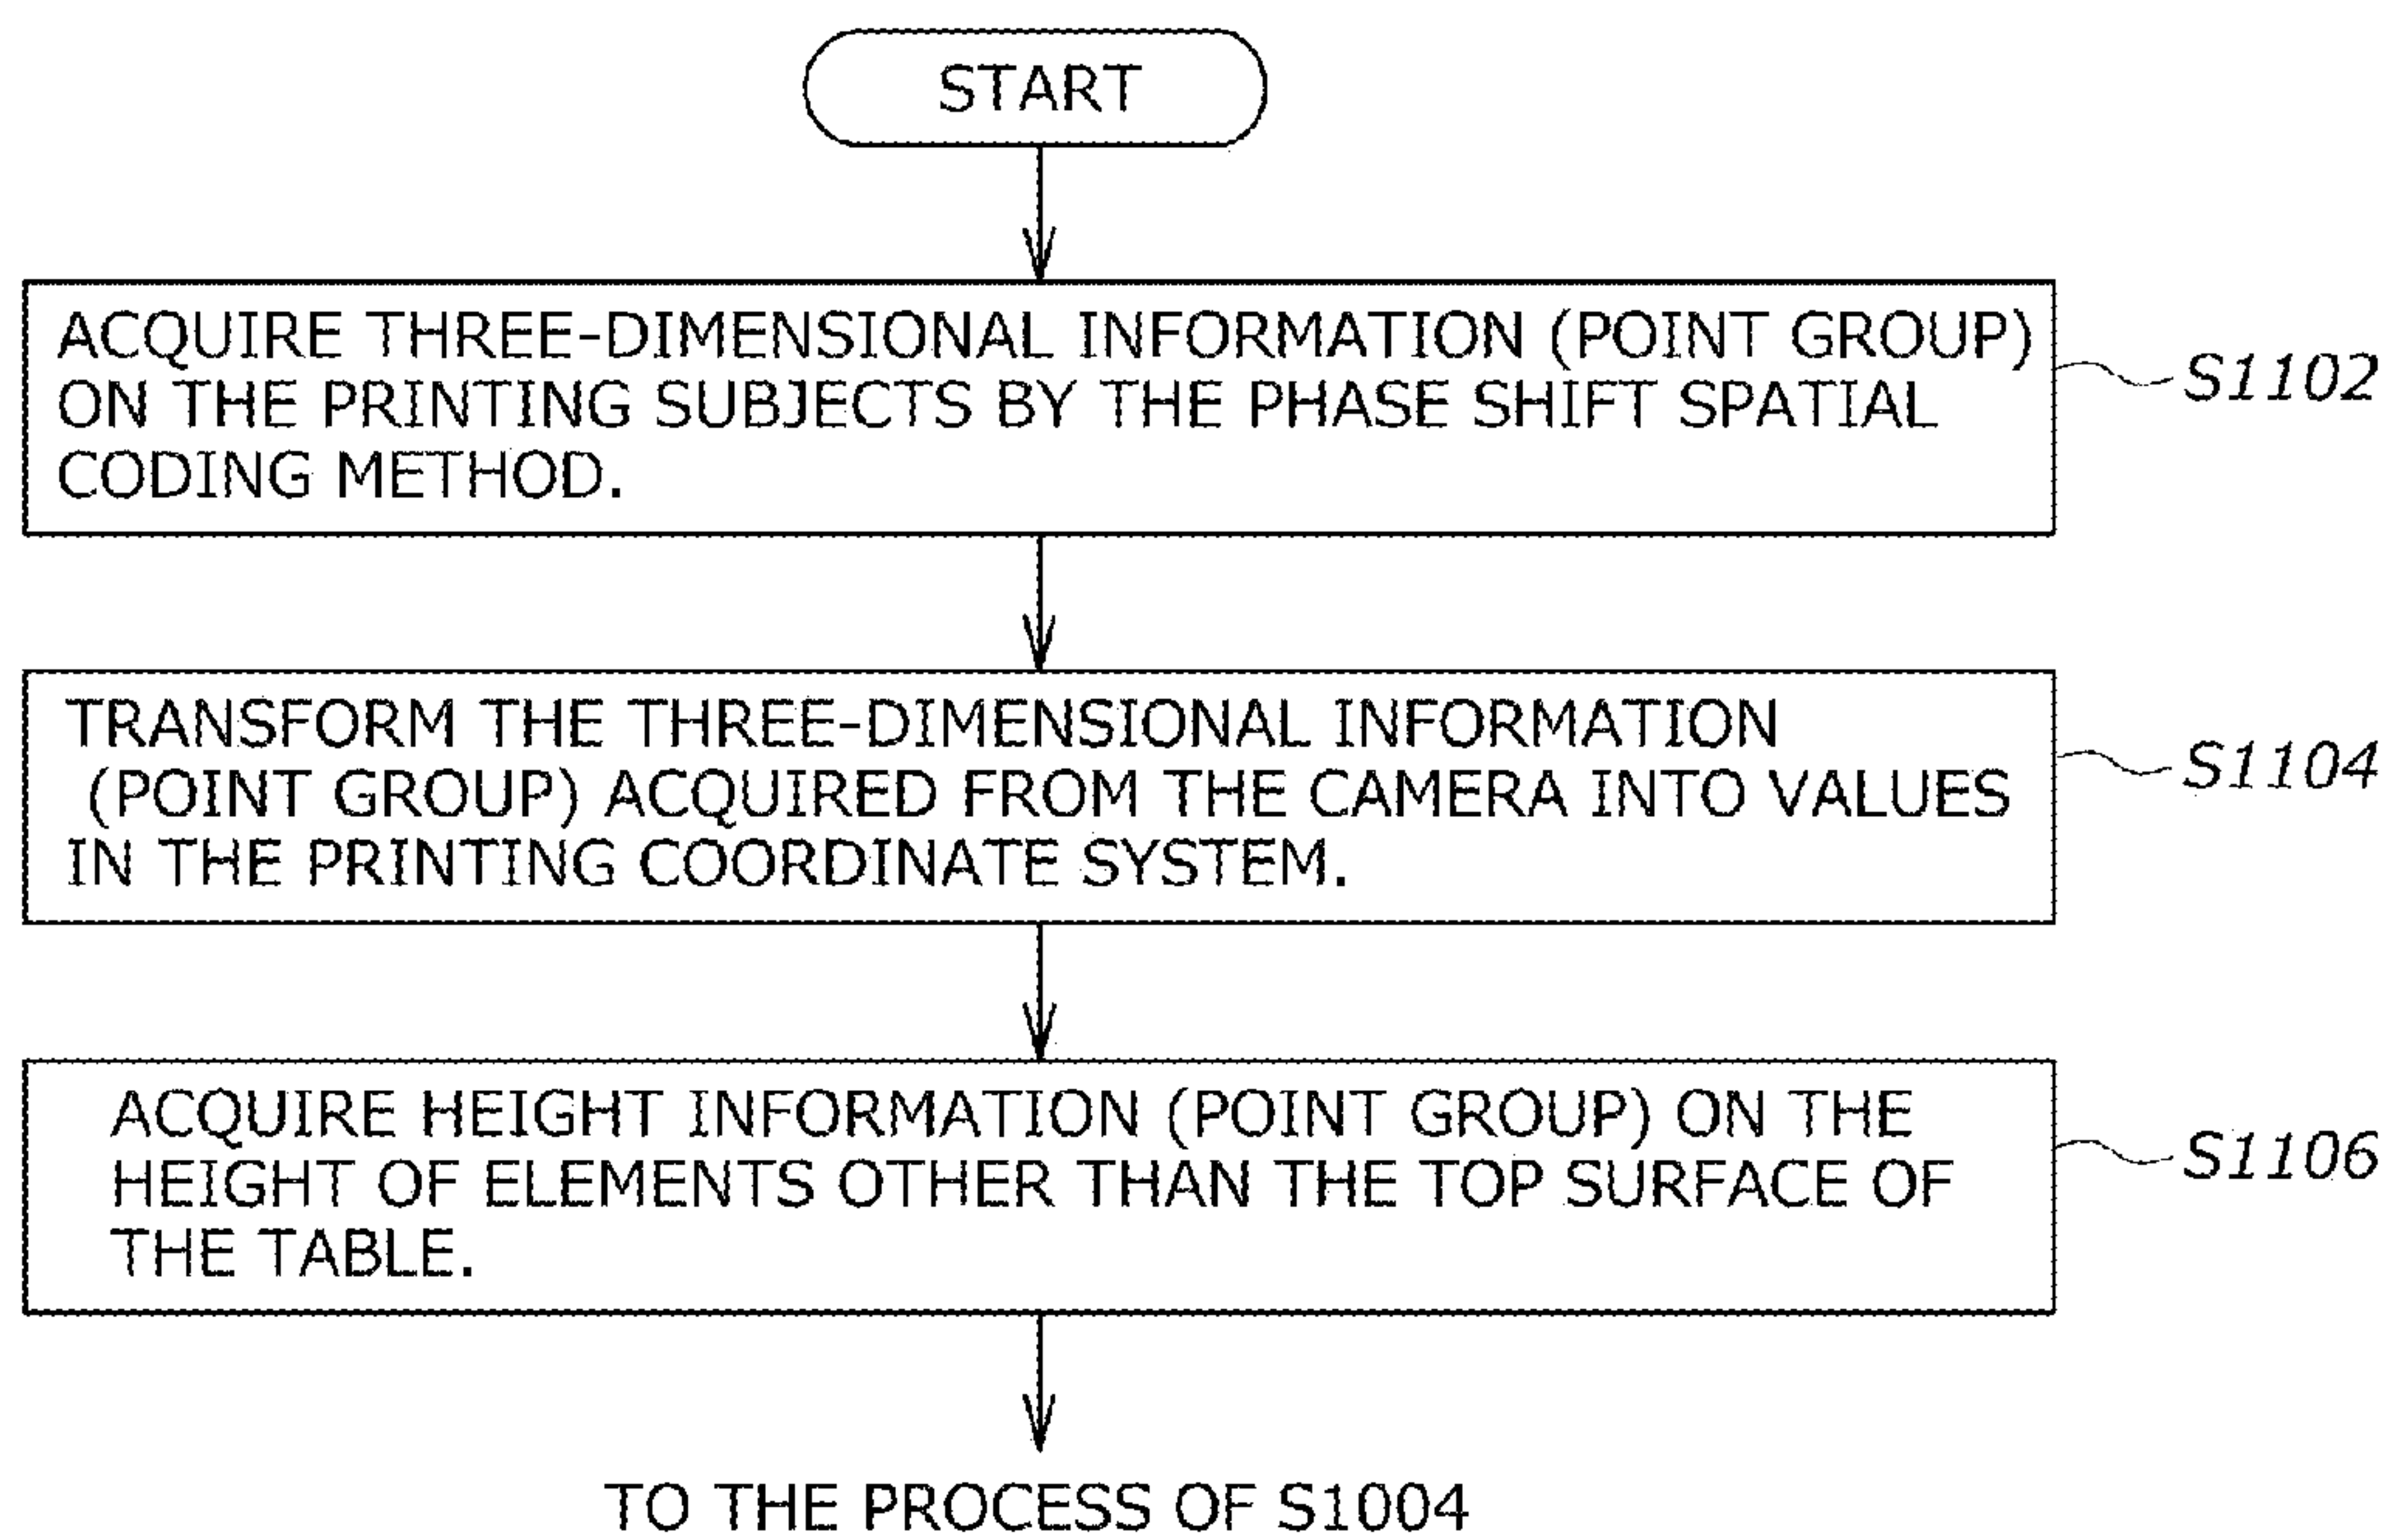 START
ACQUIRE THREE-DIMENSIONAL INFORMATION (POINT GROUP)
ON THE PRINTING SUBJECTS BY THE PHASE SHIFT SPATIAL
CODING METHOD.
S1102
TRANSFORM THE THREE-DIMENSIONAL INFORMATION
(POINT GROUP) ACQUIRED FROM THE CAMERA INTO VALUES
IN THE PRINTING COORDINATE SYSTEM.
S1104
ACQUIRE HEIGHT INFORMATION (POINT GROUP) ON THE
HEIGHT OF ELEMENTS OTHER THAN THE TOP SURFACE OF
THE TABLE.
S1106
TO THE PROCESS OF S1004